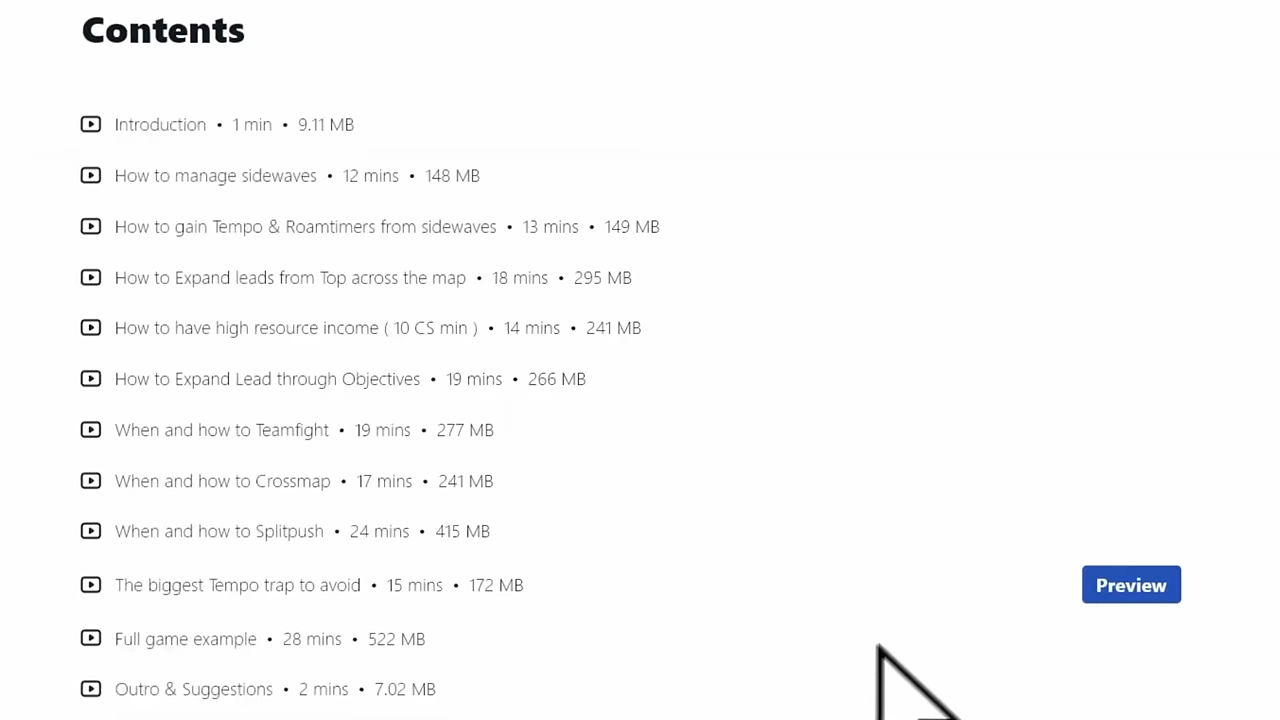 Contents
Introduction • 1 min • 9.11 MB
How to manage sidewaves • 12 mins • 148 MB
How to gain Tempo & Roamtimers from sidewaves • 13 mins • 149 MB
How to Expand leads from Top across the map • 18 mins • 295 MB
How to have high resource income ( 10 CS min ) • 14 mins • 241 MB
How to Expand Lead through Objectives • 19 mins • 266 MB
When and how to Teamfight • 19 mins • 277 MB
When and how to Crossmap • 17 mins • 241 MB
When and how to Splitpush • 24 mins • 415 MB
The biggest Tempo trap to avoid • 15 mins • 172 MB Preview
Full game example • 28 mins • 522 MB
Outro & Suggestions • 2 mins • 7.02 MB